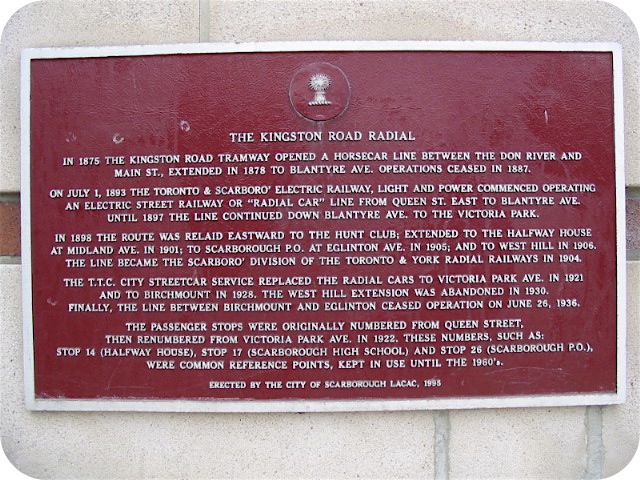 THE KINGSTON ROAD RADIAL
IN 1875 THE KINGSTON ROAD TRAMWAY OPENED A HORSECAR LINE BETWEEN THE DON RIVER AND
MAIN ST., EXTENDED IN 1878 TO BLANTYRE AVE. OPERATIONS CEASED IN 1887.
ON JULY 1, 1893 THE TORONTO & SCARBORO' ELECTRIC RAILWAY, LIGHT AND POWER COMMENCED OPERATING
AN ELECTRIC STREET RAILWAY OR "RADIAL CAR" LINE FROM QUEEN ST. EAST TO BLANTYRE AVE.
UNTIL 1897 THE LINE CONTINUED DOWN BLANTYRE AVE. TO THE VICTORIA PARK.
IN 1898 THE ROUTE WAS RELAID EASTWARD TO THE HUNT CLUB; EXTENDED TO THE HALFWAY HOUSE
AT MIDLAND AVE. IN 1901; TO SCARBOROUGH P.O. AT EGLINTON AVE. IN 1905; AND TO WEST HILL IN 1906.
THE LINE BECAME THE SCARBORO' DIVISION OF THE TORONTO & YORK RADIAL RAILWAYS IN 1904.
THE T.T.C. CITY STREETCAR SERVICE REPLACED THE RADIAL CARS TO VICTORIA PARK AVE. IN 1921
AND TO BIRCHMOUNT IN 1928. THE WEST HILL EXTENSION WAS ABANDONED IN 1930.
FINALLY, THE LINE BETWEEN BIRCHMOUNT AND EGLINTON CEASED OPERATION ON JUNE 26, 1936.
THE PASSENGER STOPS WERE ORIGINALLY NUMBERED FROM QUEEN STREET,
THEN RENUMBERED FROM VICTORIA PARK AVE. IN 1922. THESE NUMBERS, SUCH AS:
STOP 14 (HALFWAY HOUSE), STOP 17 (SCARBOROUGH HIGH SCHOOL) AND STOP 26 (SCARBOROUGH P.O.),
WERE COMMON REFERENCE POINTS, KEPT IN USE UNTIL THE 1960's.
ERECTED BY THE CITY OF SCARBOROUGH LACAC, 1995